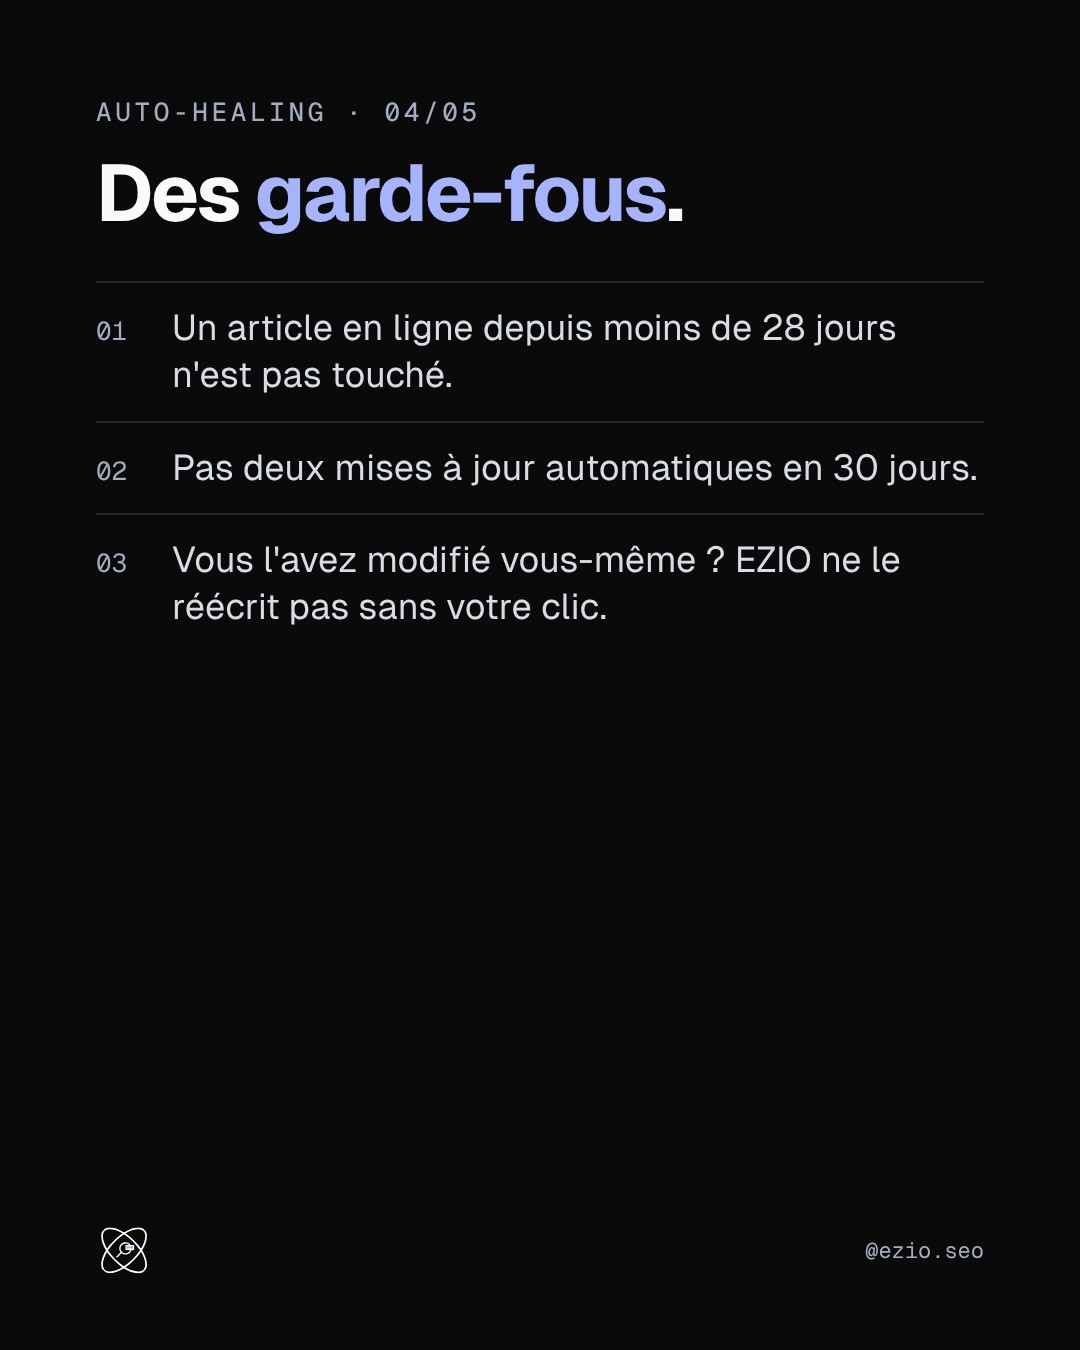 AUTO-HEALING · 04/05
Des garde-fous.
01 Un article en ligne depuis moins de 28 jours
n'est pas touché.
02 Pas deux mises à jour automatiques en 30 jours.
03 Vous l'avez modifié vous-même ? EZIO ne le
réécrit pas sans votre clic.
@ezio.seo